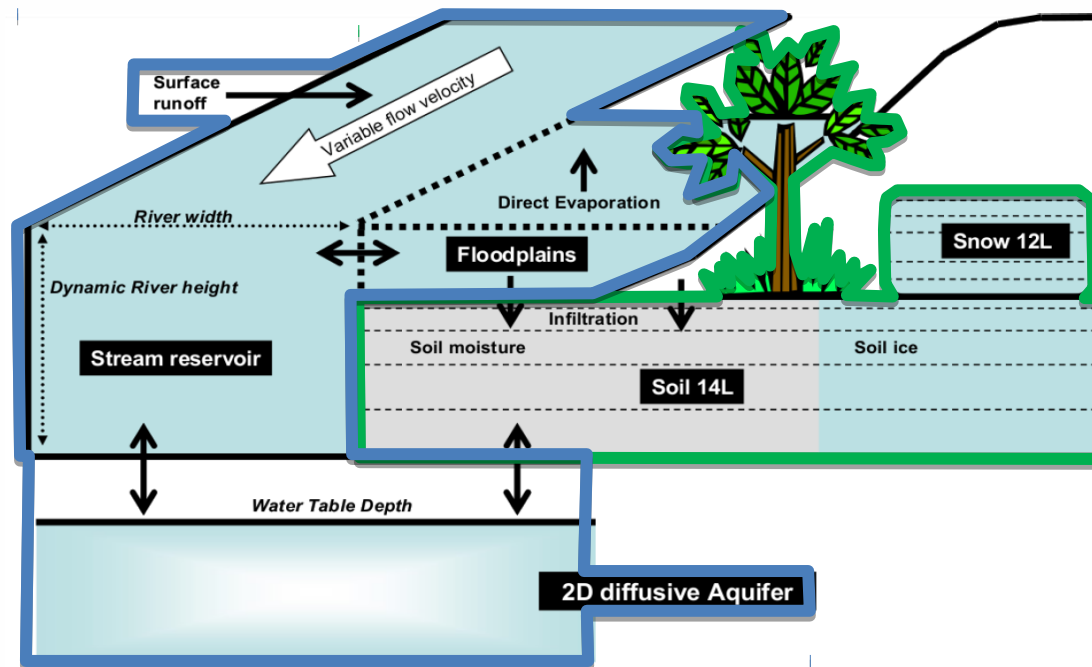 Surface
runoff
Variable flow velocity
River width
Direct Evaporation
Floodplains
Snow 12L
Dynamic River height
Infiltration
Soil moisture
Soil ice
Stream reservoir
Soil 14L
Water Table Depth
2D diffusive Aquifer